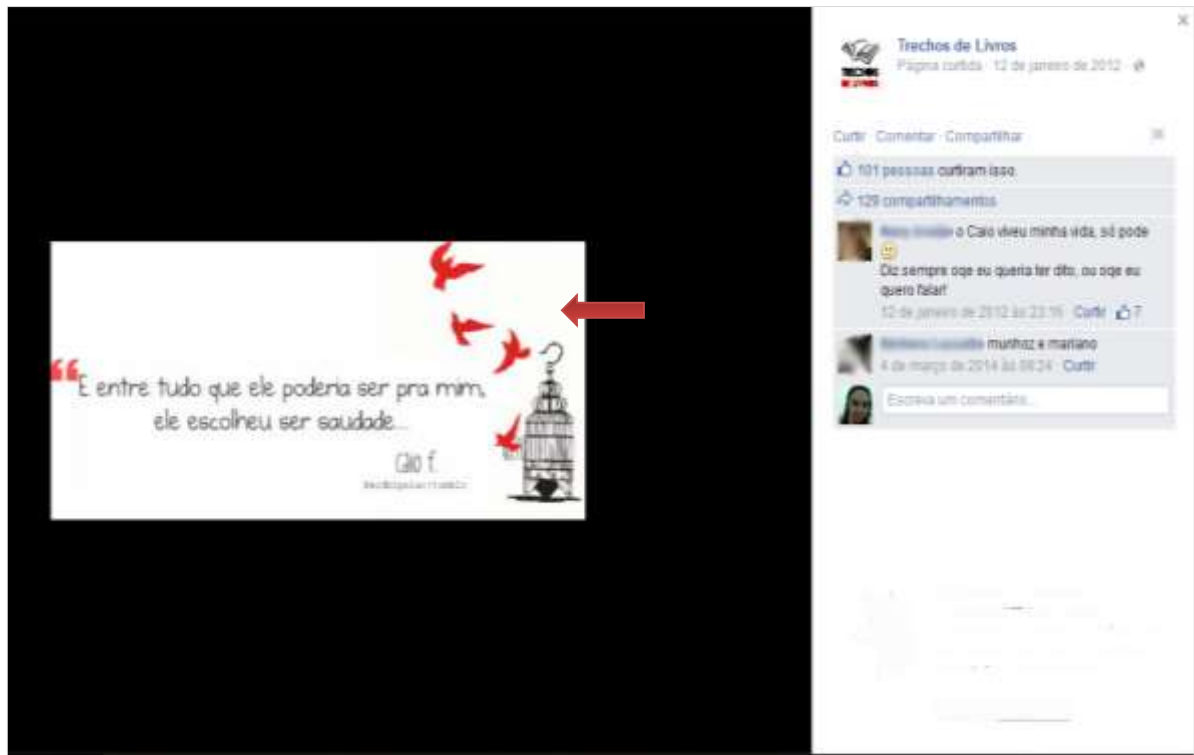 Trechos de Livros
Página curtida · 12 de janeiro de 2012 ·
TRECHOS
DE LIVROS
Curtir · Comentar · Compartilhar
101 pessoas curtiram isso.
129 compartilhamentos
o Caio viveu minha vida, só pode
Diz sempre oqe eu queria ter dito, ou oqe eu
quero falar!
12 de janeiro de 2012 às 23:16 · Curtir · 7
munhoz e mariano
4 de março de 2014 às 08:24 · Curtir
Escreva um comentário...
“E entre tudo que ele poderia ser pra mim,
ele escolheu ser saudade...
Caio f.